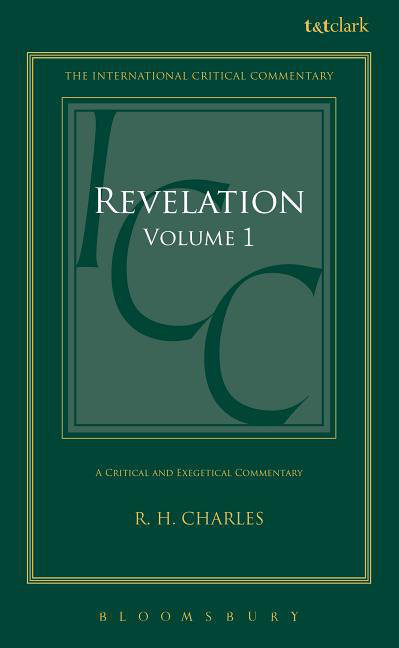 t&tclark
THE INTERNATIONAL CRITICAL COMMENTARY
ICC
REVELATION
VOLUME 1
A CRITICAL AND EXEGETICAL COMMENTARY
R. H. CHARLES
BLOOMSBURY